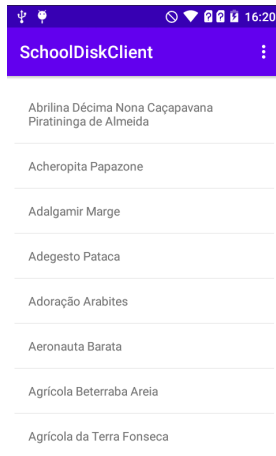 16:20
SchoolDiskClient
Abrilina Décima Nona Caçapavana
Piratininga de Almeida
Acheropita Papazone
Adalgamir Marge
Adegesto Pataca
Adoração Arabites
Aeronauta Barata
Agrícola Beterraba Areia
Agrícola da Terra Fonseca